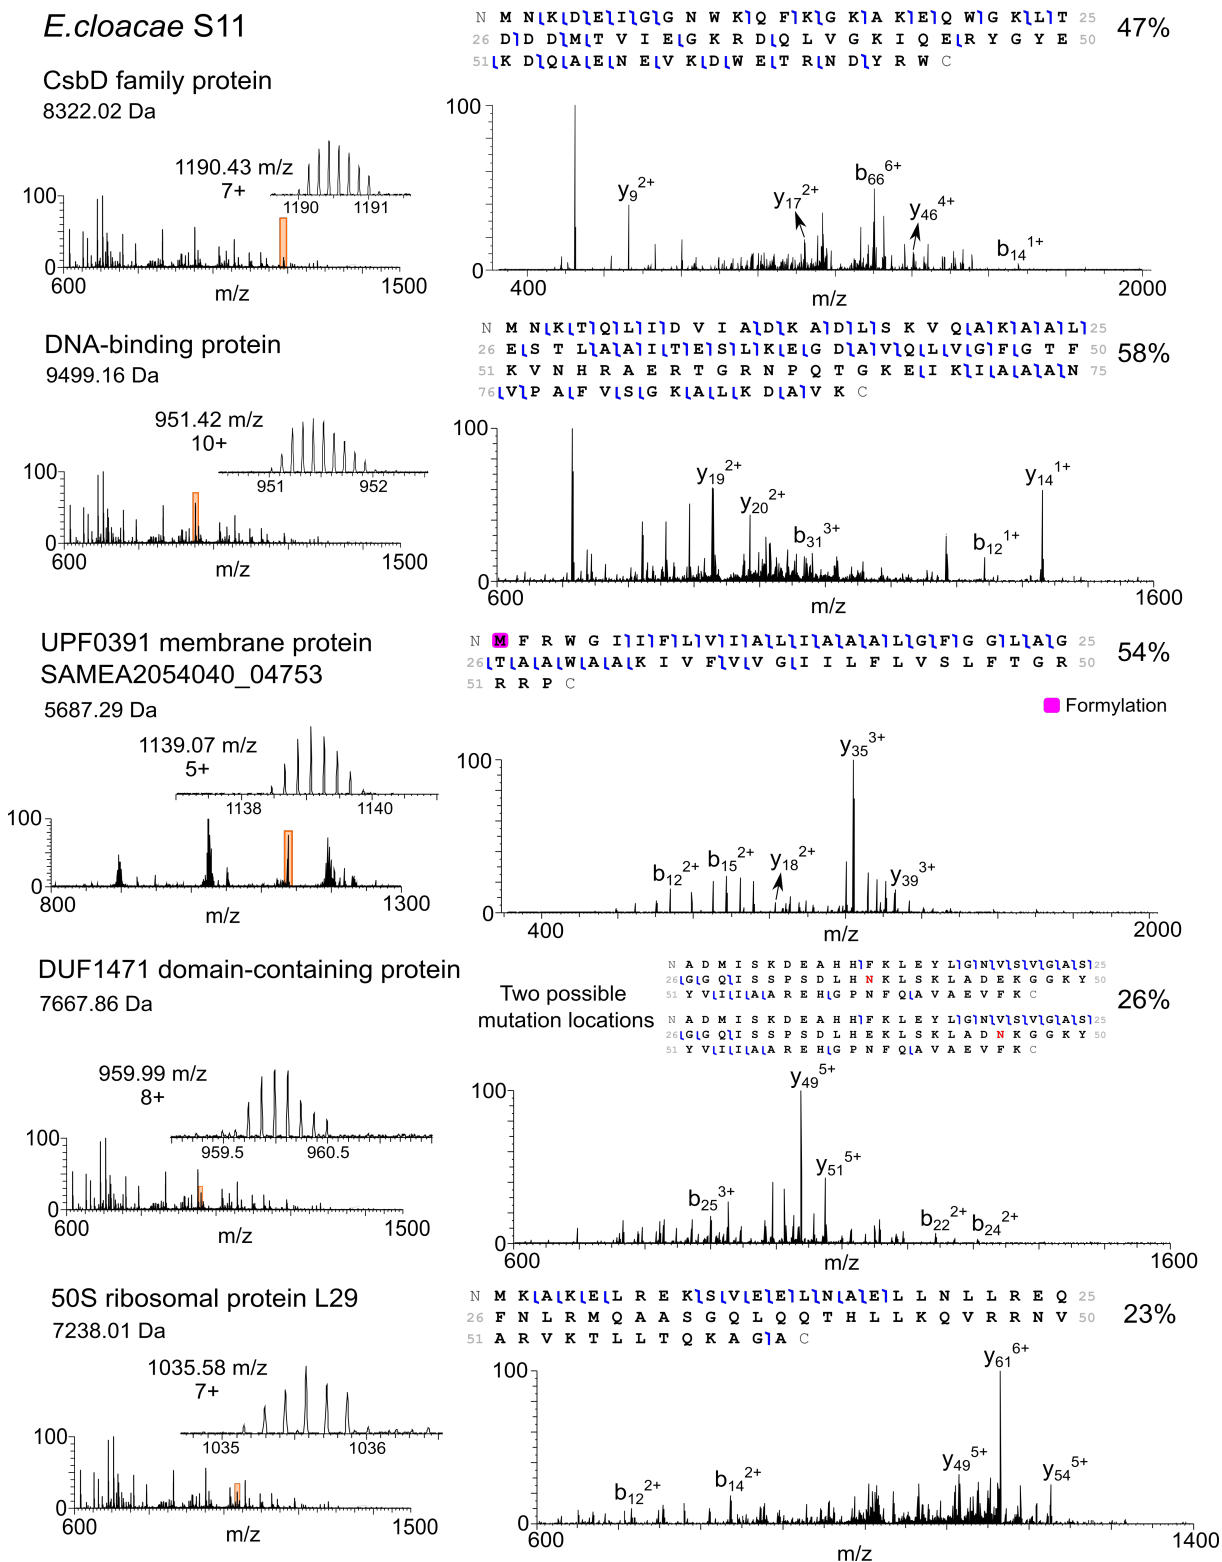 E.cloacae S11
CsbD family protein
8322.02 Da
N M N K D E I G G N W K Q F K G K A K E Q W G K L T 25
26 D D D M T V I E G K R D Q L V G K I Q E R Y G Y E 50
51 K D Q A E N E V K D W E T R N D Y R W C
47%
1190.43 m/z
7+
1190 1191
100
0
600 1500
m/z
100
0
y9 2+
y17 2+
b66 6+
y46 4+
b14 1+
400 2000
m/z
DNA-binding protein
9499.16 Da
N M N K T Q L I D V I A D K A D L S K V Q A K A A L 25
26 E S T L A A I T E S L K E G D A V Q L V G F G T F 50
51 K V N H R A E R T G R N P Q T G K E I K I A A A N 75
76 V P A F V S G K A L K D A V K C
58%
951.42 m/z
10+
951 952
100
0
600 1500
m/z
100
0
y19 2+
y20 2+
b31 3+
b12 1+
y14 1+
600 1600
m/z
UPF0391 membrane protein
SAMEA2054040_04753
5687.29 Da
N M F R W G I I F L V I A L I A A A L G F G G L A G 25
26 T A A W A A K I V F V V G I I L F L V S L F T G R 50
51 R R P C
54%
Formylation
1139.07 m/z
5+
1138 1140
100
0
800 1300
m/z
100
0
b12 2+
b15 2+
y18 2+
y35 3+
y39 3+
400 2000
m/z
DUF1471 domain-containing protein
7667.86 Da
Two possible
mutation locations
N A D M I S K D E A H H F K L E Y L G N V S V G A S 25
26 G G Q I S S P S D L H N K L S K L A D E K G G K Y 50
51 Y V I I A A R E H G P N F Q A V A E V F K C
N A D M I S K D E A H H F K L E Y L G N V S V G A S 25
26 G G Q I S S P S D L H E K L S K L A D N K G G K Y 50
51 Y V I I A A R E H G P N F Q A V A E V F K C
26%
959.99 m/z
8+
959.5 960.5
100
0
600 1500
m/z
100
0
b25 3+
y49 5+
y51 5+
b22 2+
b24 2+
600 1600
m/z
50S ribosomal protein L29
7238.01 Da
N M K A K E L R E K S V E E L N A E L L N L L R E Q 25
26 F N L R M Q A A S G Q L Q Q T H L L K Q V R R N V 50
51 A R V K T L L T Q K A G A C
23%
1035.58 m/z
7+
1035 1036
100
0
600 1500
m/z
100
0
b12 2+
b14 2+
y49 5+
y61 6+
y54 5+
600 1400
m/z